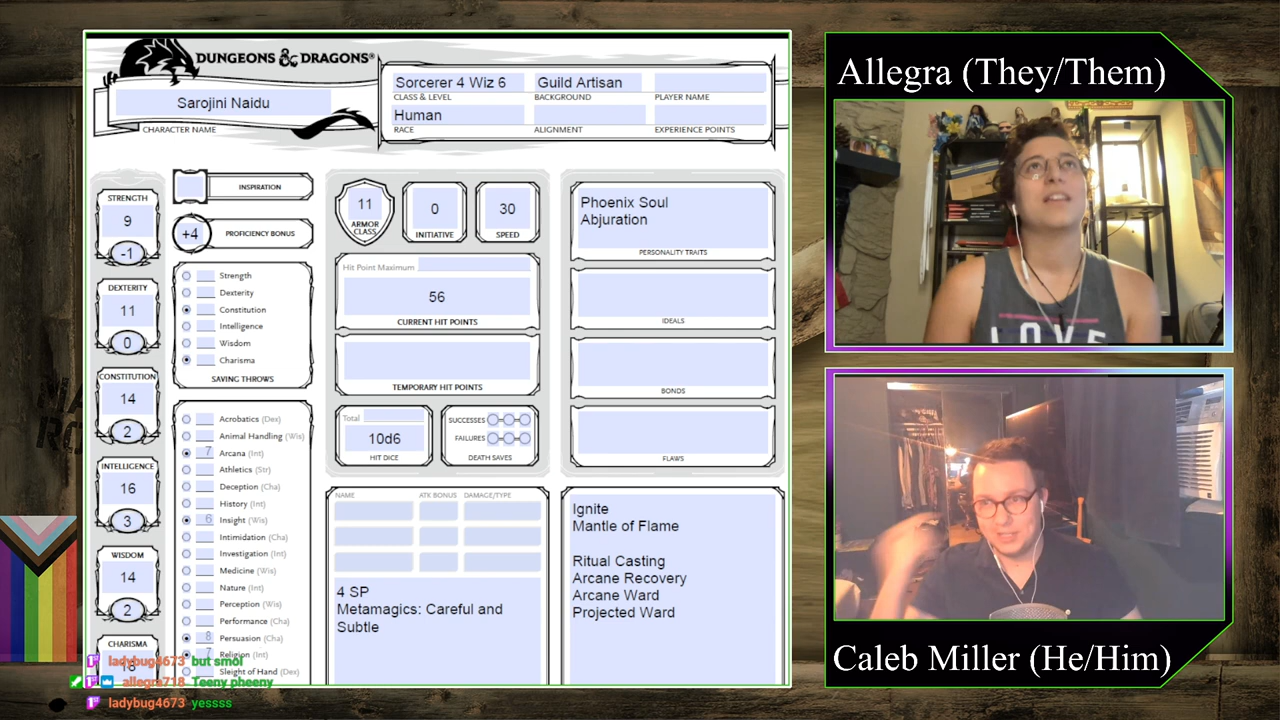 DUNGEONS & DRAGONS®
Sarojini Naidu
CHARACTER NAME
Sorcerer 4 Wiz 6
Guild Artisan
CLASS & LEVEL
BACKGROUND
PLAYER NAME
Human
RACE
ALIGNMENT
EXPERIENCE POINTS
STRENGTH
9
-1
DEXTERITY
11
0
CONSTITUTION
14
2
INTELLIGENCE
16
3
WISDOM
14
2
CHARISMA
18
INSPIRATION
+4
PROFICIENCY BONUS
Strength
Dexterity
Constitution
Intelligence
Wisdom
Charisma
SAVING THROWS
Acrobatics (Dex)
Animal Handling (Wis)
7 Arcana (Int)
Athletics (Str)
Deception (Cha)
History (Int)
6 Insight (Wis)
Intimidation (Cha)
Investigation (Int)
Medicine (Wis)
Nature (Int)
Perception (Wis)
Performance (Cha)
8 Persuasion (Cha)
7 Religion (Int)
Sleight of Hand (Dex)
11
ARMOR
CLASS
0
INITIATIVE
30
SPEED
Hit Point Maximum
56
CURRENT HIT POINTS
TEMPORARY HIT POINTS
Total
10d6
HIT DICE
SUCCESSES
FAILURES
DEATH SAVES
NAME
ATK BONUS
DAMAGE/TYPE
4 SP
Metamagics: Careful and
Subtle
Phoenix Soul
Abjuration
PERSONALITY TRAITS
IDEALS
BONDS
FLAWS
Ignite
Mantle of Flame
Ritual Casting
Arcane Recovery
Arcane Ward
Projected Ward
Allegra (They/Them)
LOVE
Caleb Miller (He/Him)
ladybug4673 but smol
allegra718 Teeny pheeny
ladybug4673 yessss